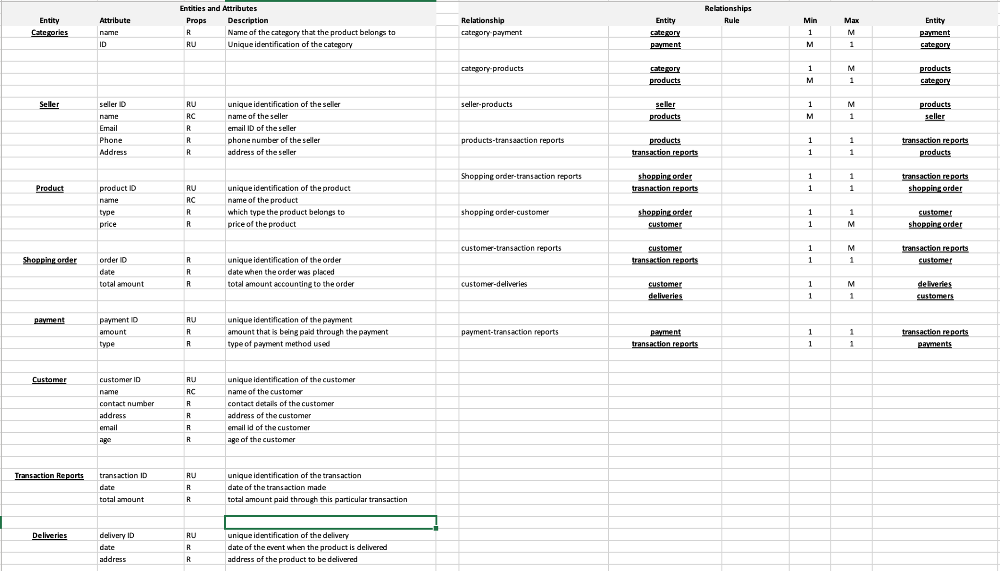 Entities and Attributes Relationships
Entity Attribute Props Description Relationship Entity Rule Min Max Entity
Categories name R Name of the category that the product belongs to category-payment category 1 M payment
ID RU Unique identification of the category payment M 1 category
category-products category 1 M products
products M 1 category
Seller seller ID RU unique identification of the seller seller-products seller 1 M products
name RC name of the seller products M 1 seller
Email R email ID of the seller
Phone R phone number of the seller products-transaaction reports products 1 1 transaction reports
Address R address of the seller transaction reports 1 1 products
Shopping order-transaction reports shopping order 1 1 transaction reports
Product product ID RU unique identification of the product trasnaction reports 1 1 shopping order
name RC name of the product
type R which type the product belongs to shopping order-customer shopping order 1 1 customer
price R price of the product customer 1 M shopping order
customer-transaction reports customer 1 M transaction reports
Shopping order order ID R unique identification of the order transaction reports 1 1 customer
date R date when the order was placed
total amount R total amount accounting to the order customer-deliveries customer 1 M deliveries
deliveries 1 1 customers
payment payment ID RU unique identification of the payment
amount R amount that is being paid through the payment payment-transaction reports payment 1 1 transaction reports
type R type of payment method used transaction reports 1 1 payments
Customer customer ID RU unique identification of the customer
name RC name of the customer
contact number R contact details of the customer
address R address of the customer
email R email id of the customer
age R age of the customer
Transaction Reports transaction ID RU unique identification of the transaction
date R date of the transaction made
total amount R total amount paid through this particular transaction
Deliveries delivery ID RU unique identification of the delivery
date R date of the event when the product is delivered
address R address of the product to be delivered